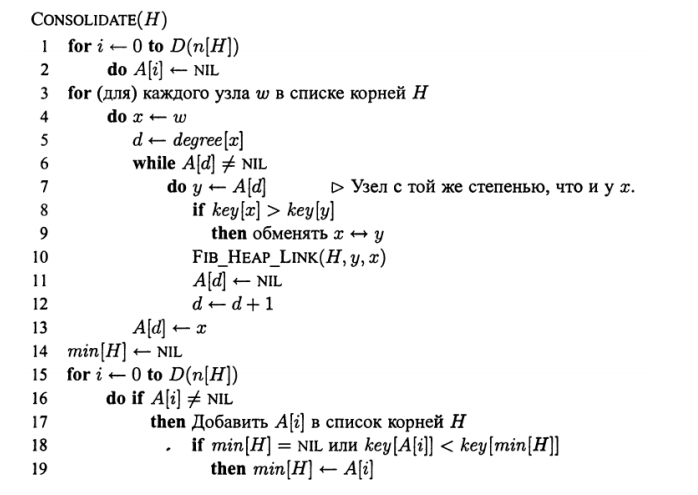 CONSOLIDATE(H)
1 for i ← 0 to D(n[H])
2 do A[i] ← NIL
3 for (для) каждого узла w в списке корней H
4 do x ← w
5 d ← degree[x]
6 while A[d] ≠ NIL
7 do y ← A[d] ▷ Узел с той же степенью, что и у x.
8 if key[x] > key[y]
9 then обменять x ↔ y
10 FIB_HEAP_LINK(H, y, x)
11 A[d] ← NIL
12 d ← d + 1
13 A[d] ← x
14 min[H] ← NIL
15 for i ← 0 to D(n[H])
16 do if A[i] ≠ NIL
17 then Добавить A[i] в список корней H
18 if min[H] = NIL или key[A[i]] < key[min[H]]
19 then min[H] ← A[i]